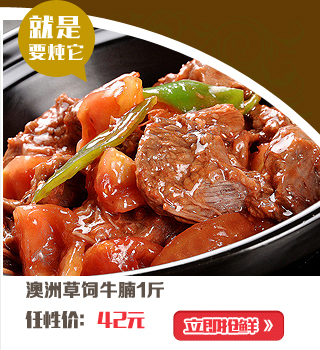 就是
要炖它
澳洲草饲牛腩1斤
任性价：42元
立即抢鲜 》